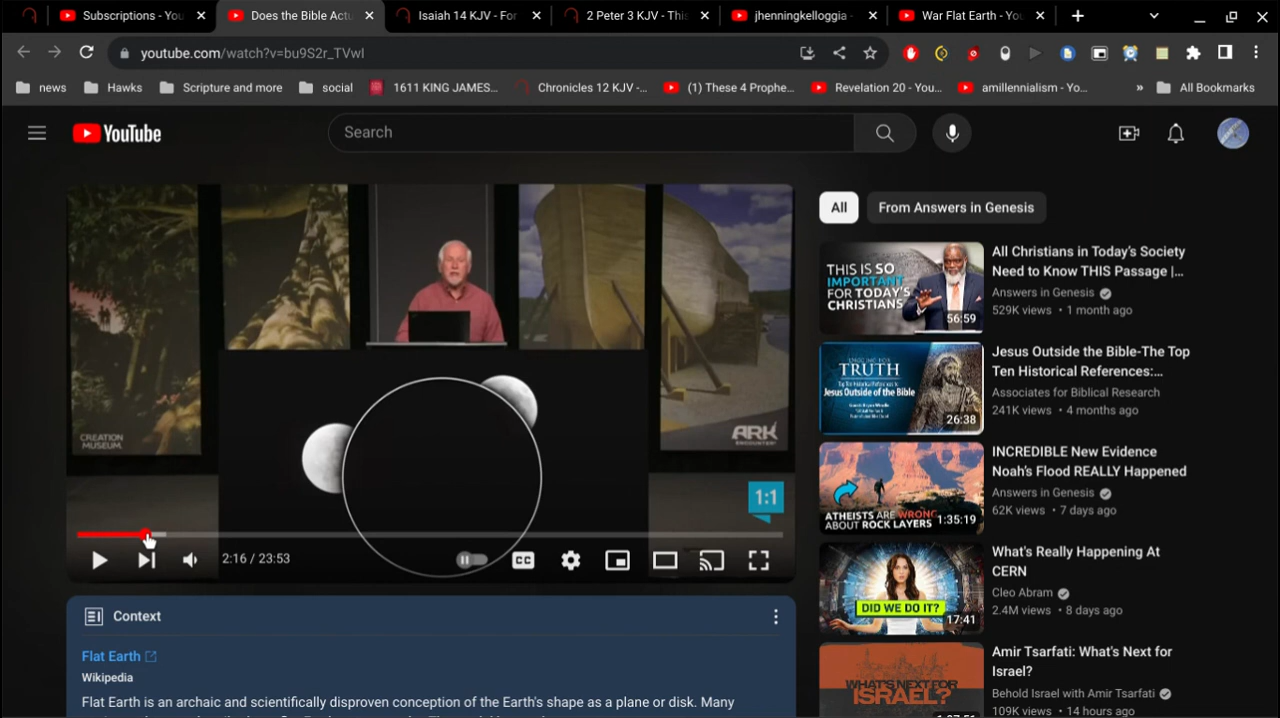 Subscriptions - You
Does the Bible Actu
Isaiah 14 KJV - For
2 Peter 3 KJV - This
jhenningkelloggia -
War Flat Earth - You
youtube.com/watch?v=bu9S2r_TVwI
news
Hawks
Scripture and more
social
1611 KING JAMES...
Chronicles 12 KJV -...
(1) These 4 Prophe...
Revelation 20 - You...
amillennialism - Yo...
»
All Bookmarks
YouTube
Search
CREATION
MUSEUM
ARK
ENCOUNTER
1:1
2:16 / 23:53
CC
Context
Flat Earth
Wikipedia
Flat Earth is an archaic and scientifically disproven conception of the Earth's shape as a plane or disk. Many
All
From Answers in Genesis
THIS IS SO
IMPORTANT
FOR TODAY'S
CHRISTIANS
56:59
All Christians in Today's Society
Need to Know THIS Passage |...
Answers in Genesis
529K views • 1 month ago
TRUTH
Jesus Outside of the Bible
26:38
Jesus Outside the Bible-The Top
Ten Historical References:...
Associates for Biblical Research
241K views • 4 months ago
ATHEISTS ARE WRONG
ABOUT ROCK LAYERS
1:35:19
INCREDIBLE New Evidence
Noah's Flood REALLY Happened
Answers in Genesis
62K views • 7 days ago
DID WE DO IT?
17:41
What's Really Happening At
CERN
Cleo Abram
2.4M views • 8 days ago
WHAT'S NEXT FOR
ISRAEL?
Amir Tsarfati: What's Next for
Israel?
Behold Israel with Amir Tsarfati
109K views • 14 hours ago